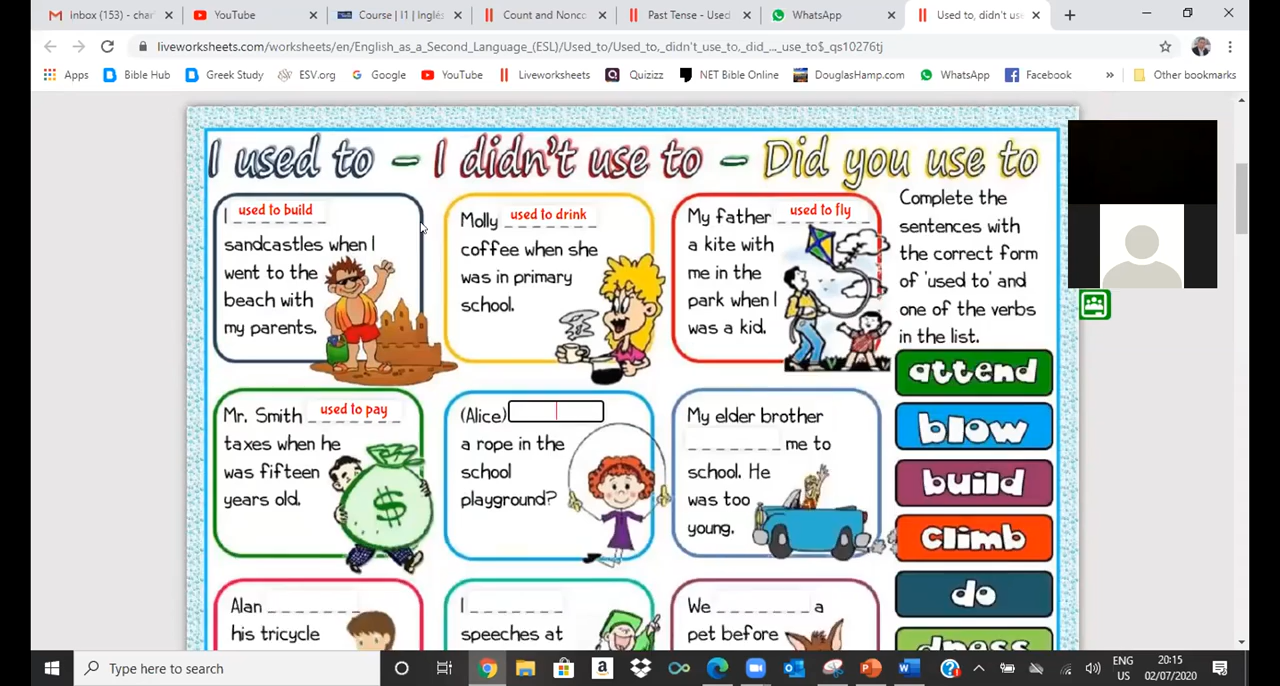 inbox (153) - char
YouTube
Course | I1 | Inglés
Count and Nonco
Past Tense - Used
WhatsApp
Used to, didn't use
liveworksheets.com/worksheets/en/English_as_a_Second_Language_(ESL)/Used_to/Used_to,_didn't_use_to,_did_..._use_to$_qs10276tj
Apps
Bible Hub
Greek Study
ESV.org
Google
YouTube
Liveworksheets
Quizizz
NET Bible Online
DouglasHamp.com
WhatsApp
Facebook
»
Other bookmarks
I used to – I didn't use to – Did you use to
I used to build
sandcastles when I
went to the
beach with
my parents.
Molly used to drink
coffee when she
was in primary
school.
My father used to fly
a kite with
me in the
park when I
was a kid.
Complete the
sentences with
the correct form
of 'used to' and
one of the verbs
in the list.
Mr. Smith used to pay
taxes when he
was fifteen
years old.
$
(Alice)
a rope in the
school
playground?
My elder brother
_ _ _ _ _ _ _ _ me to
school. He
was too
young.
attend
blow
build
climb
do
dress
Alan _ _ _ _ _ _ _ _
his tricycle
I _ _ _ _ _ _ _ _
speeches at
We _ _ _ _ _ _ _ _ a
pet before
Type here to search
ENG
US
20:15
02/07/2020